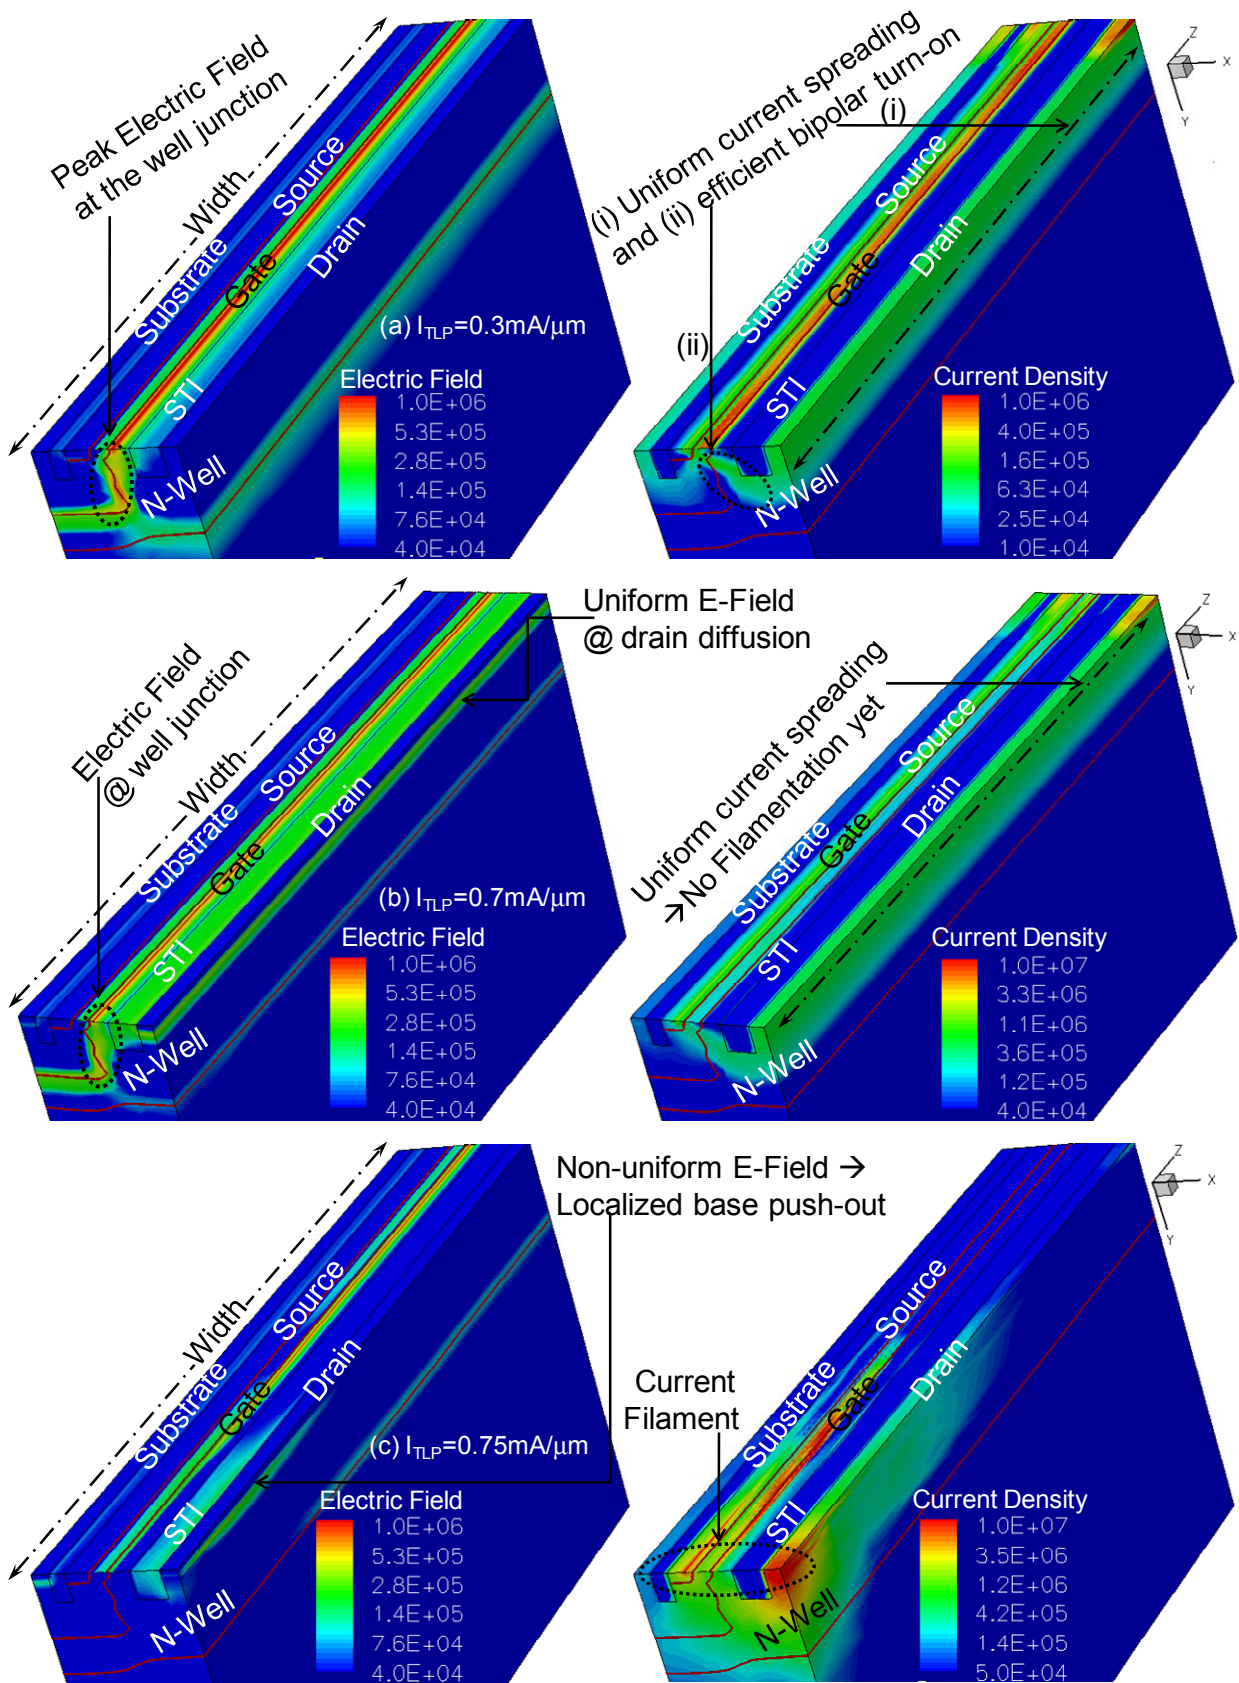 Peak Electric Field
at the well junction
Width
Substrate
Source
Gate
Drain
STI
N-Well
(a) I_TLP=0.3mA/μm
Electric Field
1.0E+06
5.3E+05
2.8E+05
1.4E+05
7.6E+04
4.0E+04
(i) Uniform current spreading
and (ii) efficient bipolar turn-on
(i)
(ii)
Substrate
Source
Gate
Drain
STI
N-Well
Current Density
1.0E+06
4.0E+05
1.6E+05
6.3E+04
2.5E+04
1.0E+04
Z
X
Y
Electric Field
@ well junction
Width
Uniform E-Field
@ drain diffusion
Substrate
Source
Gate
Drain
STI
N-Well
(b) I_TLP=0.7mA/μm
Electric Field
1.0E+06
5.3E+05
2.8E+05
1.4E+05
7.6E+04
4.0E+04
Uniform current spreading
→No Filamentation yet
Substrate
Source
Gate
Drain
STI
N-Well
Current Density
1.0E+07
3.3E+06
1.1E+06
3.6E+05
1.2E+05
4.0E+04
Z
X
Y
Width
Non-uniform E-Field →
Localized base push-out
Substrate
Source
Gate
Drain
STI
N-Well
(c) I_TLP=0.75mA/μm
Electric Field
1.0E+06
5.3E+05
2.8E+05
1.4E+05
7.6E+04
4.0E+04
Current
Filament
Substrate
Source
Gate
Drain
STI
N-Well
Current Density
1.0E+07
3.5E+06
1.2E+06
4.2E+05
1.4E+05
5.0E+04
Z
X
Y